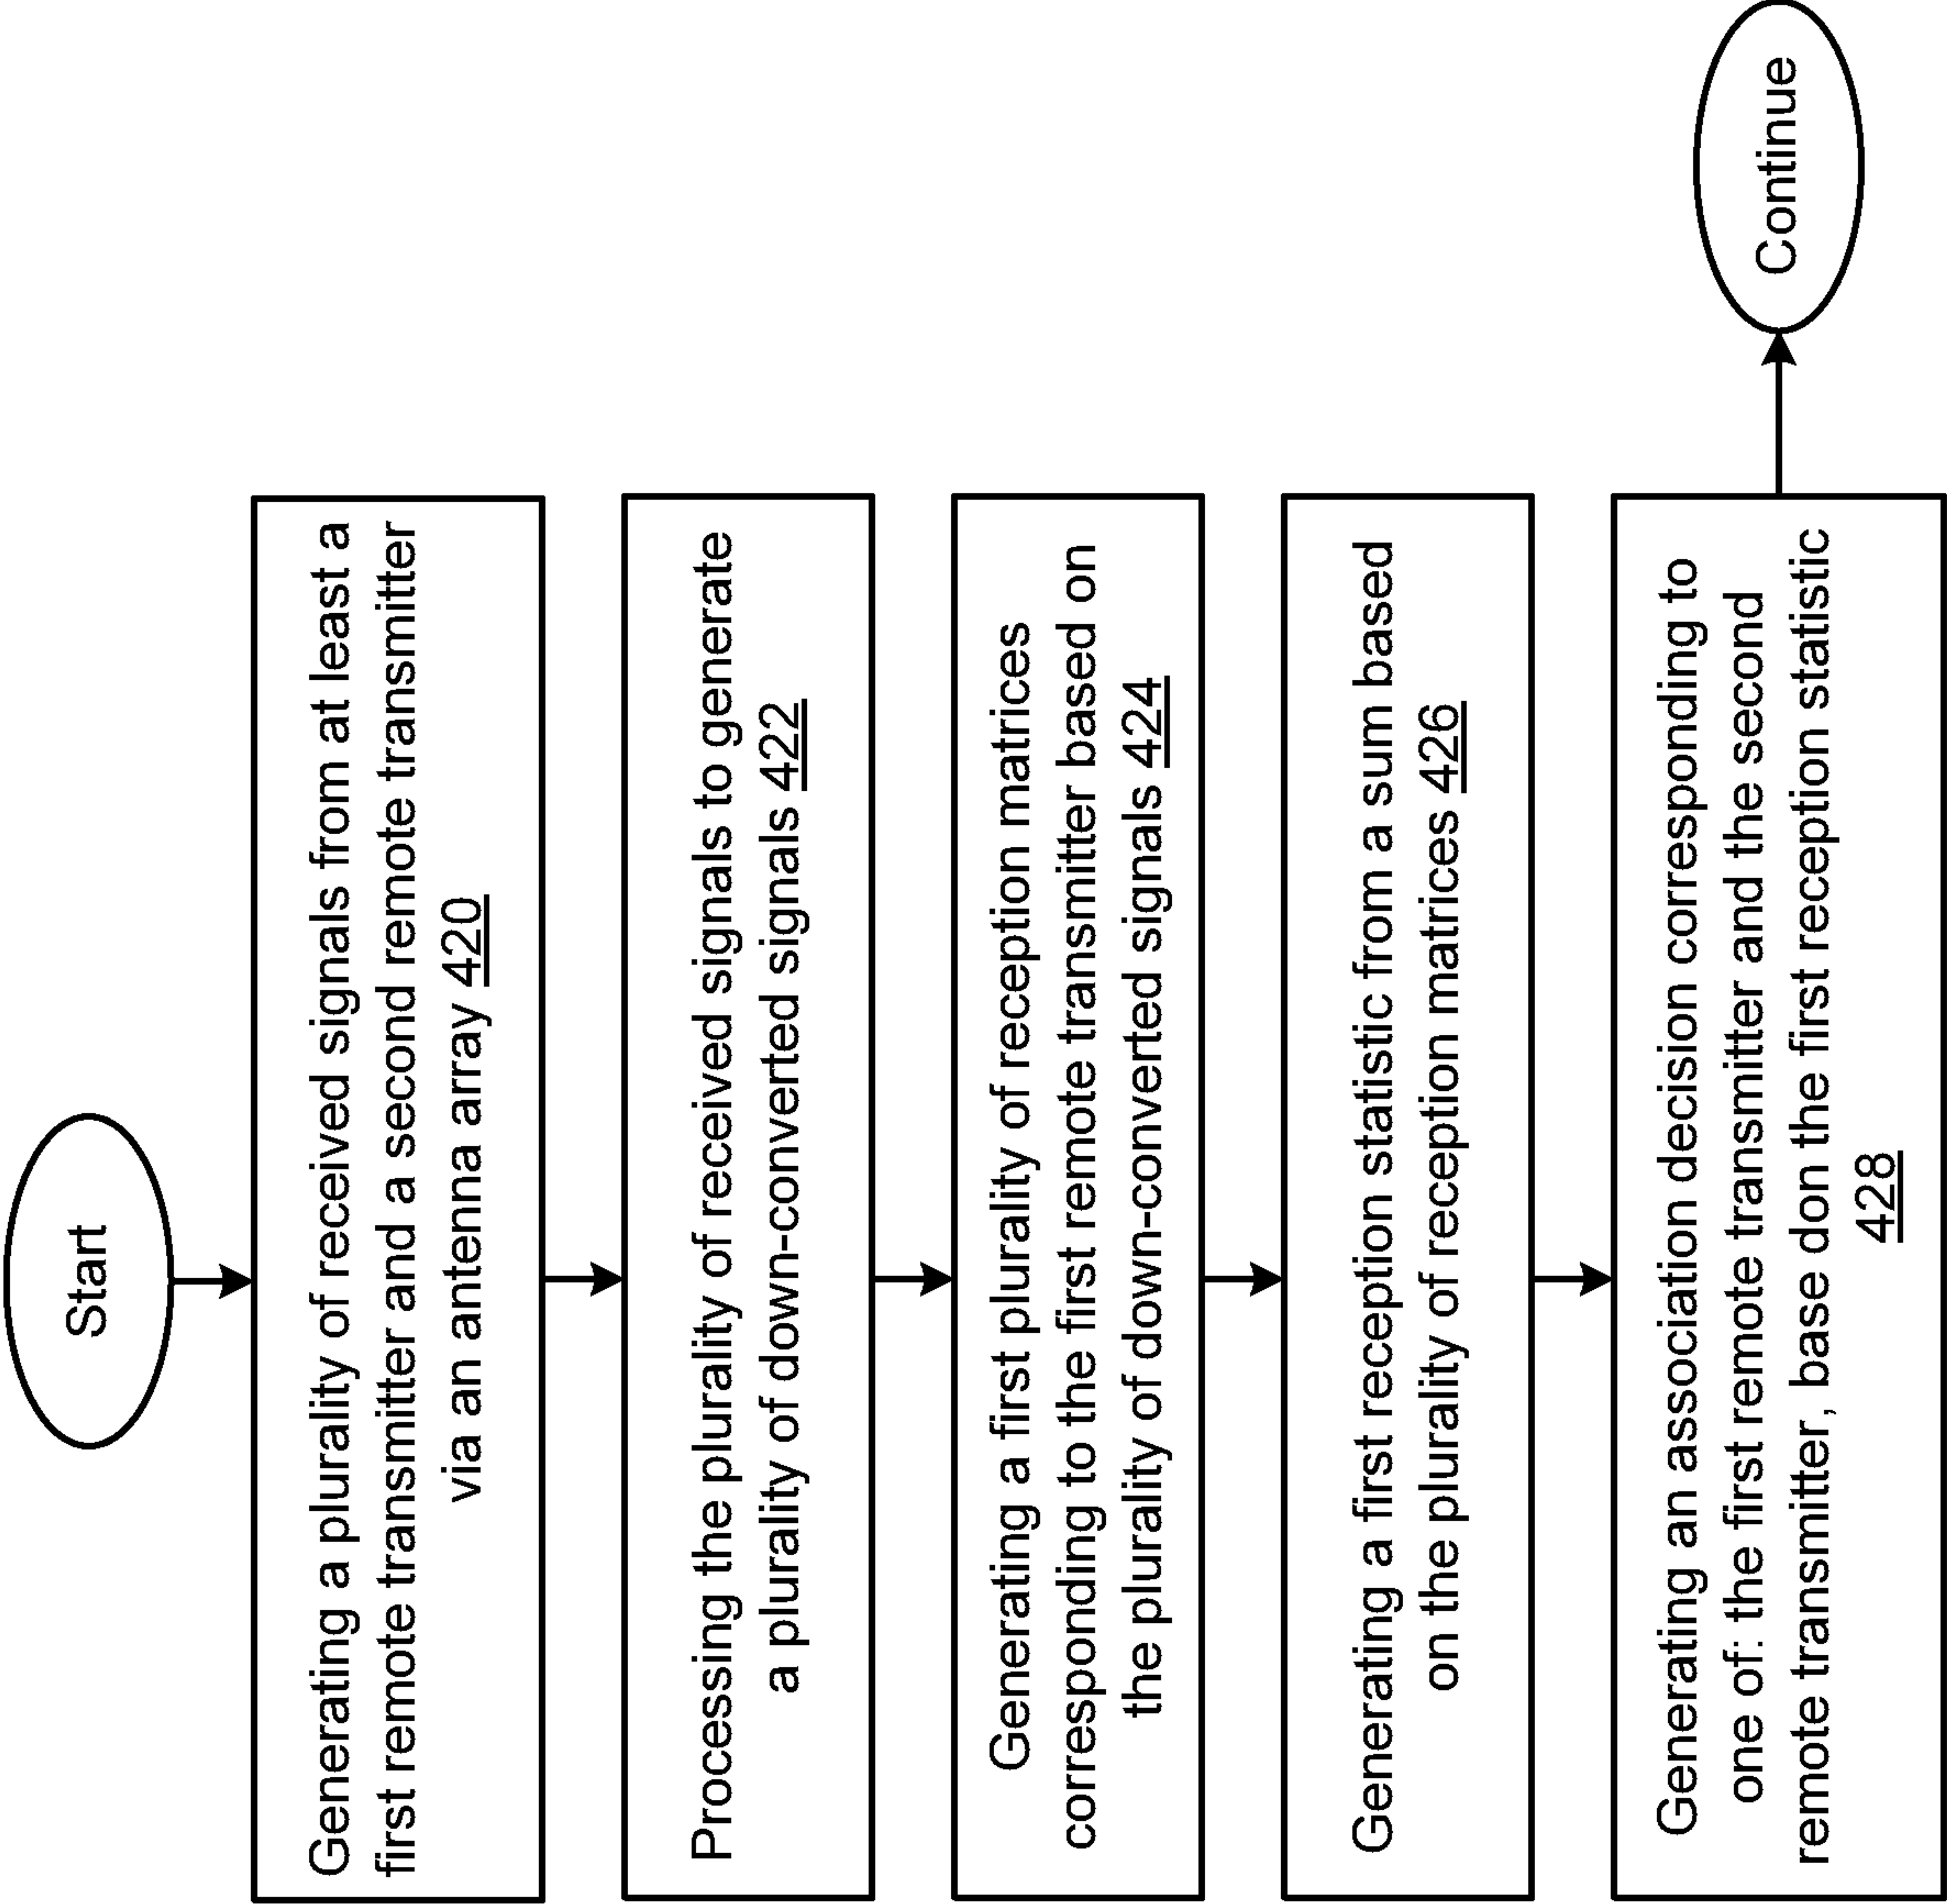 Start
Generating a plurality of received signals from at least a
first remote transmitter and a second remote transmitter
via an antenna array 420
Processing the plurality of received signals to generate
a plurality of down-converted signals 422
Generating a first plurality of reception matrices
corresponding to the first remote transmitter based on
the plurality of down-converted signals 424
Generating a first reception statistic from a sum based
on the plurality of reception matrices 426
Generating an association decision corresponding to
one of: the first remote transmitter and the second
remote transmitter, base don the first reception statistic
428
Continue